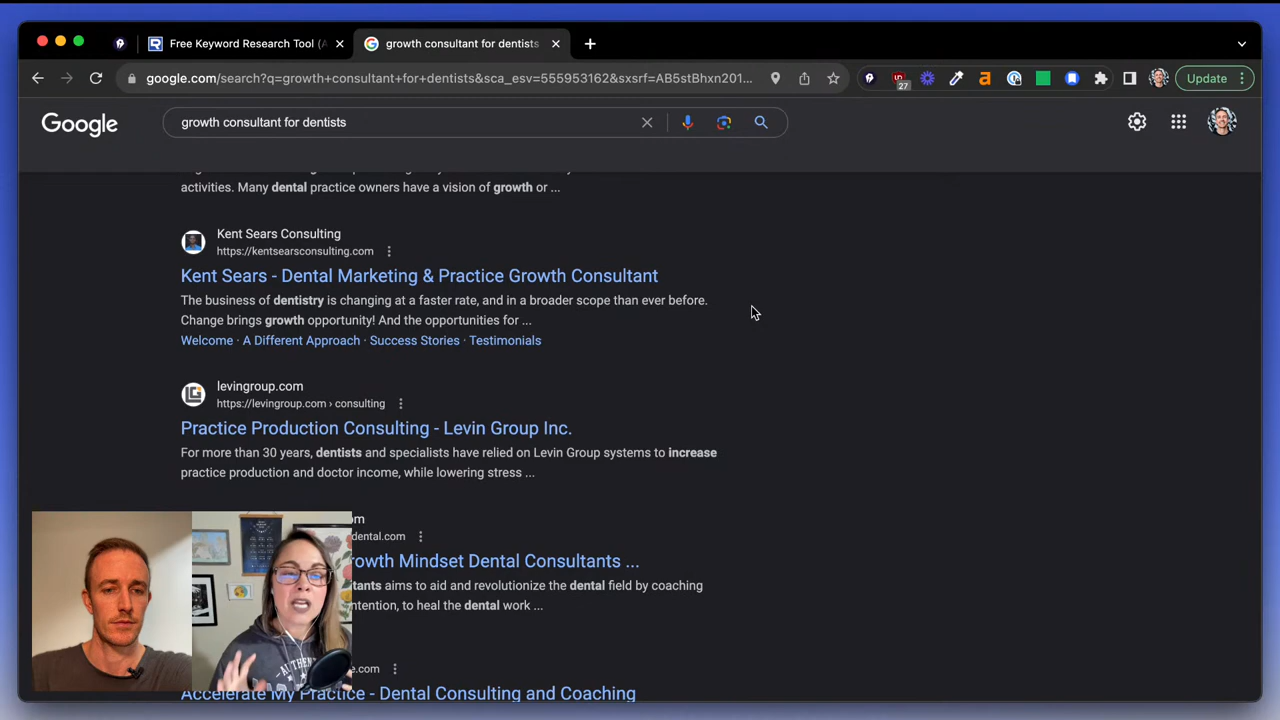 Free Keyword Research Tool (A
growth consultant for dentists
google.com/search?q=growth+consultant+for+dentists&sca_esv=555953162&sxsrf=AB5stBhxn201...
27
Update
Google
growth consultant for dentists
activities. Many dental practice owners have a vision of growth or ...
Kent Sears Consulting
https://kentsearsconsulting.com
Kent Sears - Dental Marketing & Practice Growth Consultant
The business of dentistry is changing at a faster rate, and in a broader scope than ever before.
Change brings growth opportunity! And the opportunities for ...
Welcome · A Different Approach · Success Stories · Testimonials
levingroup.com
https://levingroup.com › consulting
Practice Production Consulting - Levin Group Inc.
For more than 30 years, dentists and specialists have relied on Levin Group systems to increase
practice production and doctor income, while lowering stress ...
om
dental.com
rowth Mindset Dental Consultants ...
tants aims to aid and revolutionize the dental field by coaching
ntention, to heal the dental work ...
e.com
Accelerate My Practice - Dental Consulting and Coaching